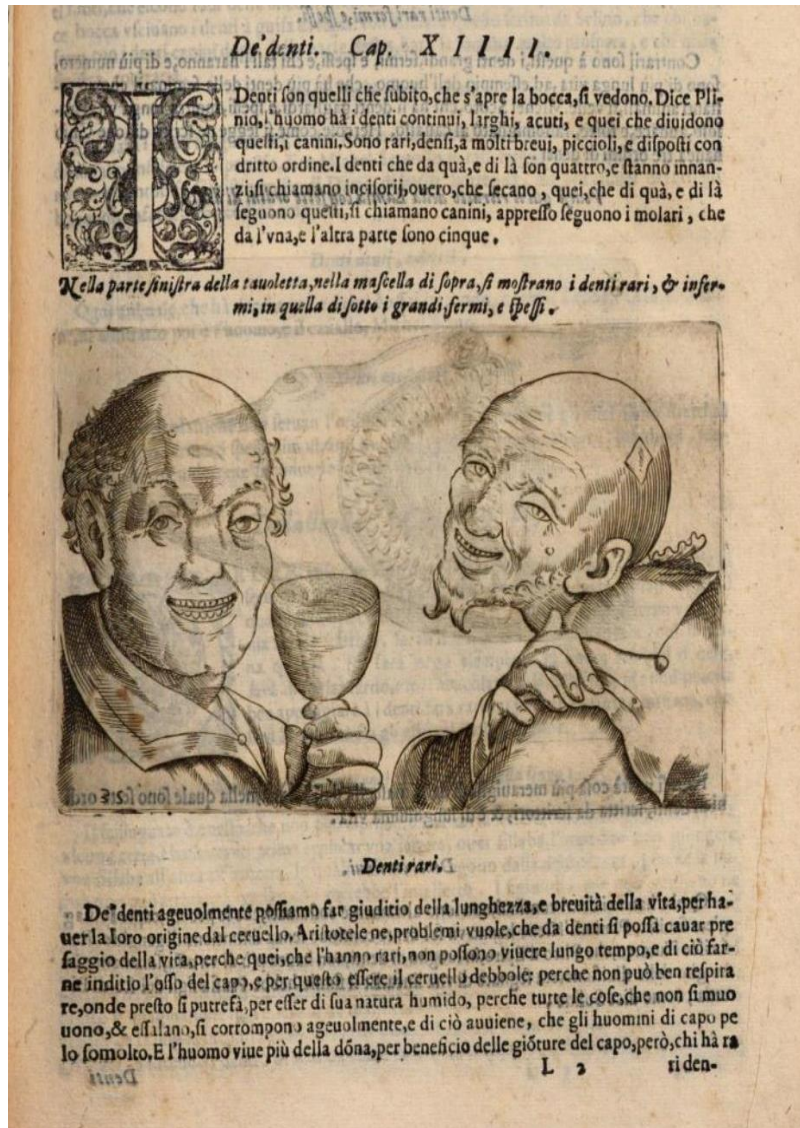 De' denti. Cap. XIIII.
I Denti son quelli che subito, che s'apre la bocca, si vedono. Dice Pli-
nio, l'huomo hà i denti continui, larghi, acuti, e quei che diuidono
questi, i canini. Sono rari, densi, a molti breui, piccioli, e disposti con
dritto ordine. I denti che da quà, e di là son quattro, e stanno innan-
zi, si chiamano incisorij, ouero, che secano, quei, che di quà, e di là
seguono questi, si chiamano canini, appresso seguono i molari, che
da l'vna, e l'altra parte sono cinque.
Nella parte sinistra della tauoletta, nella mascella di sopra, si mostrano i denti rari, & infer-
mi, in quella di sotto i grandi, fermi, e spessi.
Denti rari.
De' denti ageuolmente possiamo far giuditio della lunghezza, e breuità della vita, per ha-
uer la loro origine dal ceruello. Aristotele ne, problemi vuole, che da denti si possa cauar pre
saggio della vita, perche quei, che l'hanno rari, non possono viuere lungo tempo, e di ciò far-
ne inditio l'osso del capo, e per questo essere il ceruello debbole: perche non può ben respira
re, onde presto si putrefà, per esser di sua natura humido, perche tutte le cose, che non si muo
uono, & essalano, si corrompono ageuolmente, e di ciò auuiene, che gli huomini di capo pe
lo somolto. E l'huomo viue più della dōna, per beneficio delle giōture del capo, però, chi hà ra
L 2 ri den-